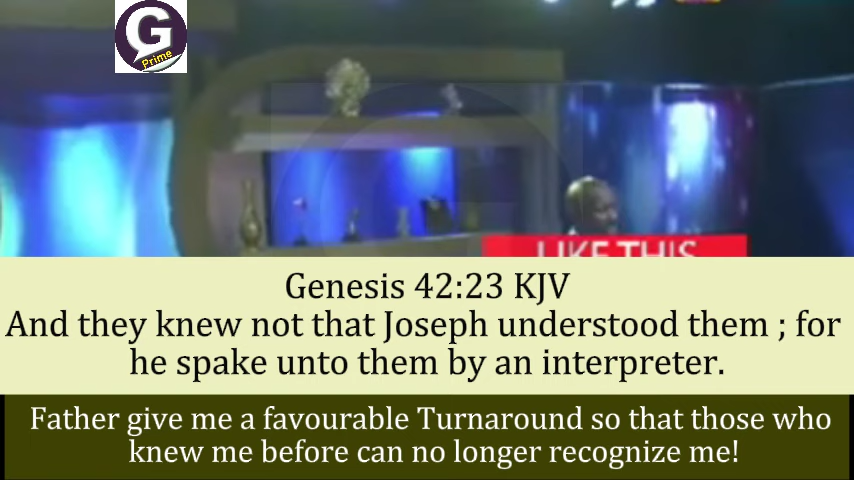 G
Prime
LIKE THIS
Genesis 42:23 KJV
And they knew not that Joseph understood them ; for
he spake unto them by an interpreter.
Father give me a favourable Turnaround so that those who
knew me before can no longer recognize me!